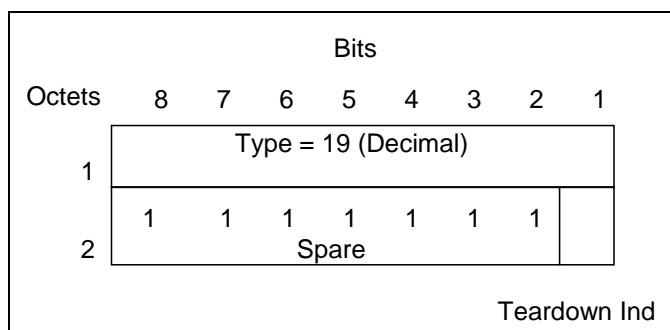 Bits
Octets 8 7 6 5 4 3 2 1
Type = 19 (Decimal)
1
1 1 1 1 1 1 1
2 Spare
Teardown Ind